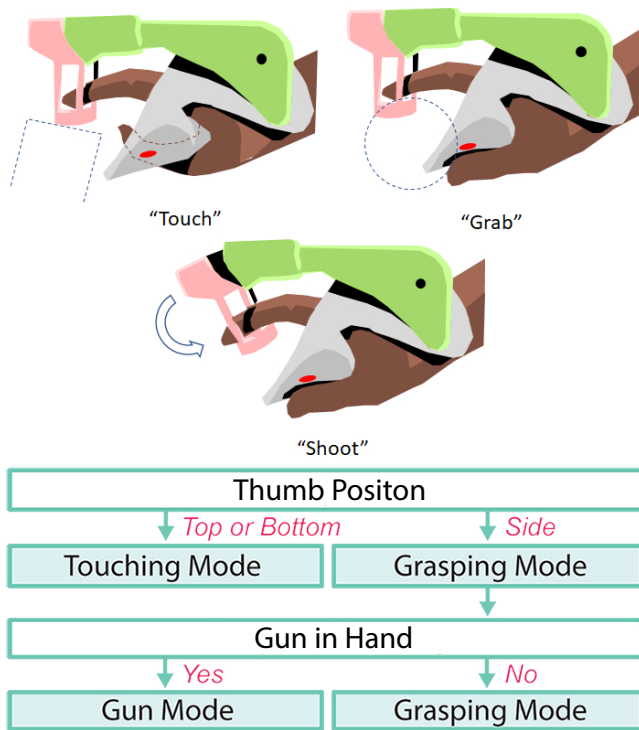 “Touch”
“Grab”
“Shoot”
Thumb Positon
Top or Bottom
Side
Touching Mode
Grasping Mode
Gun in Hand
Yes
No
Gun Mode
Grasping Mode